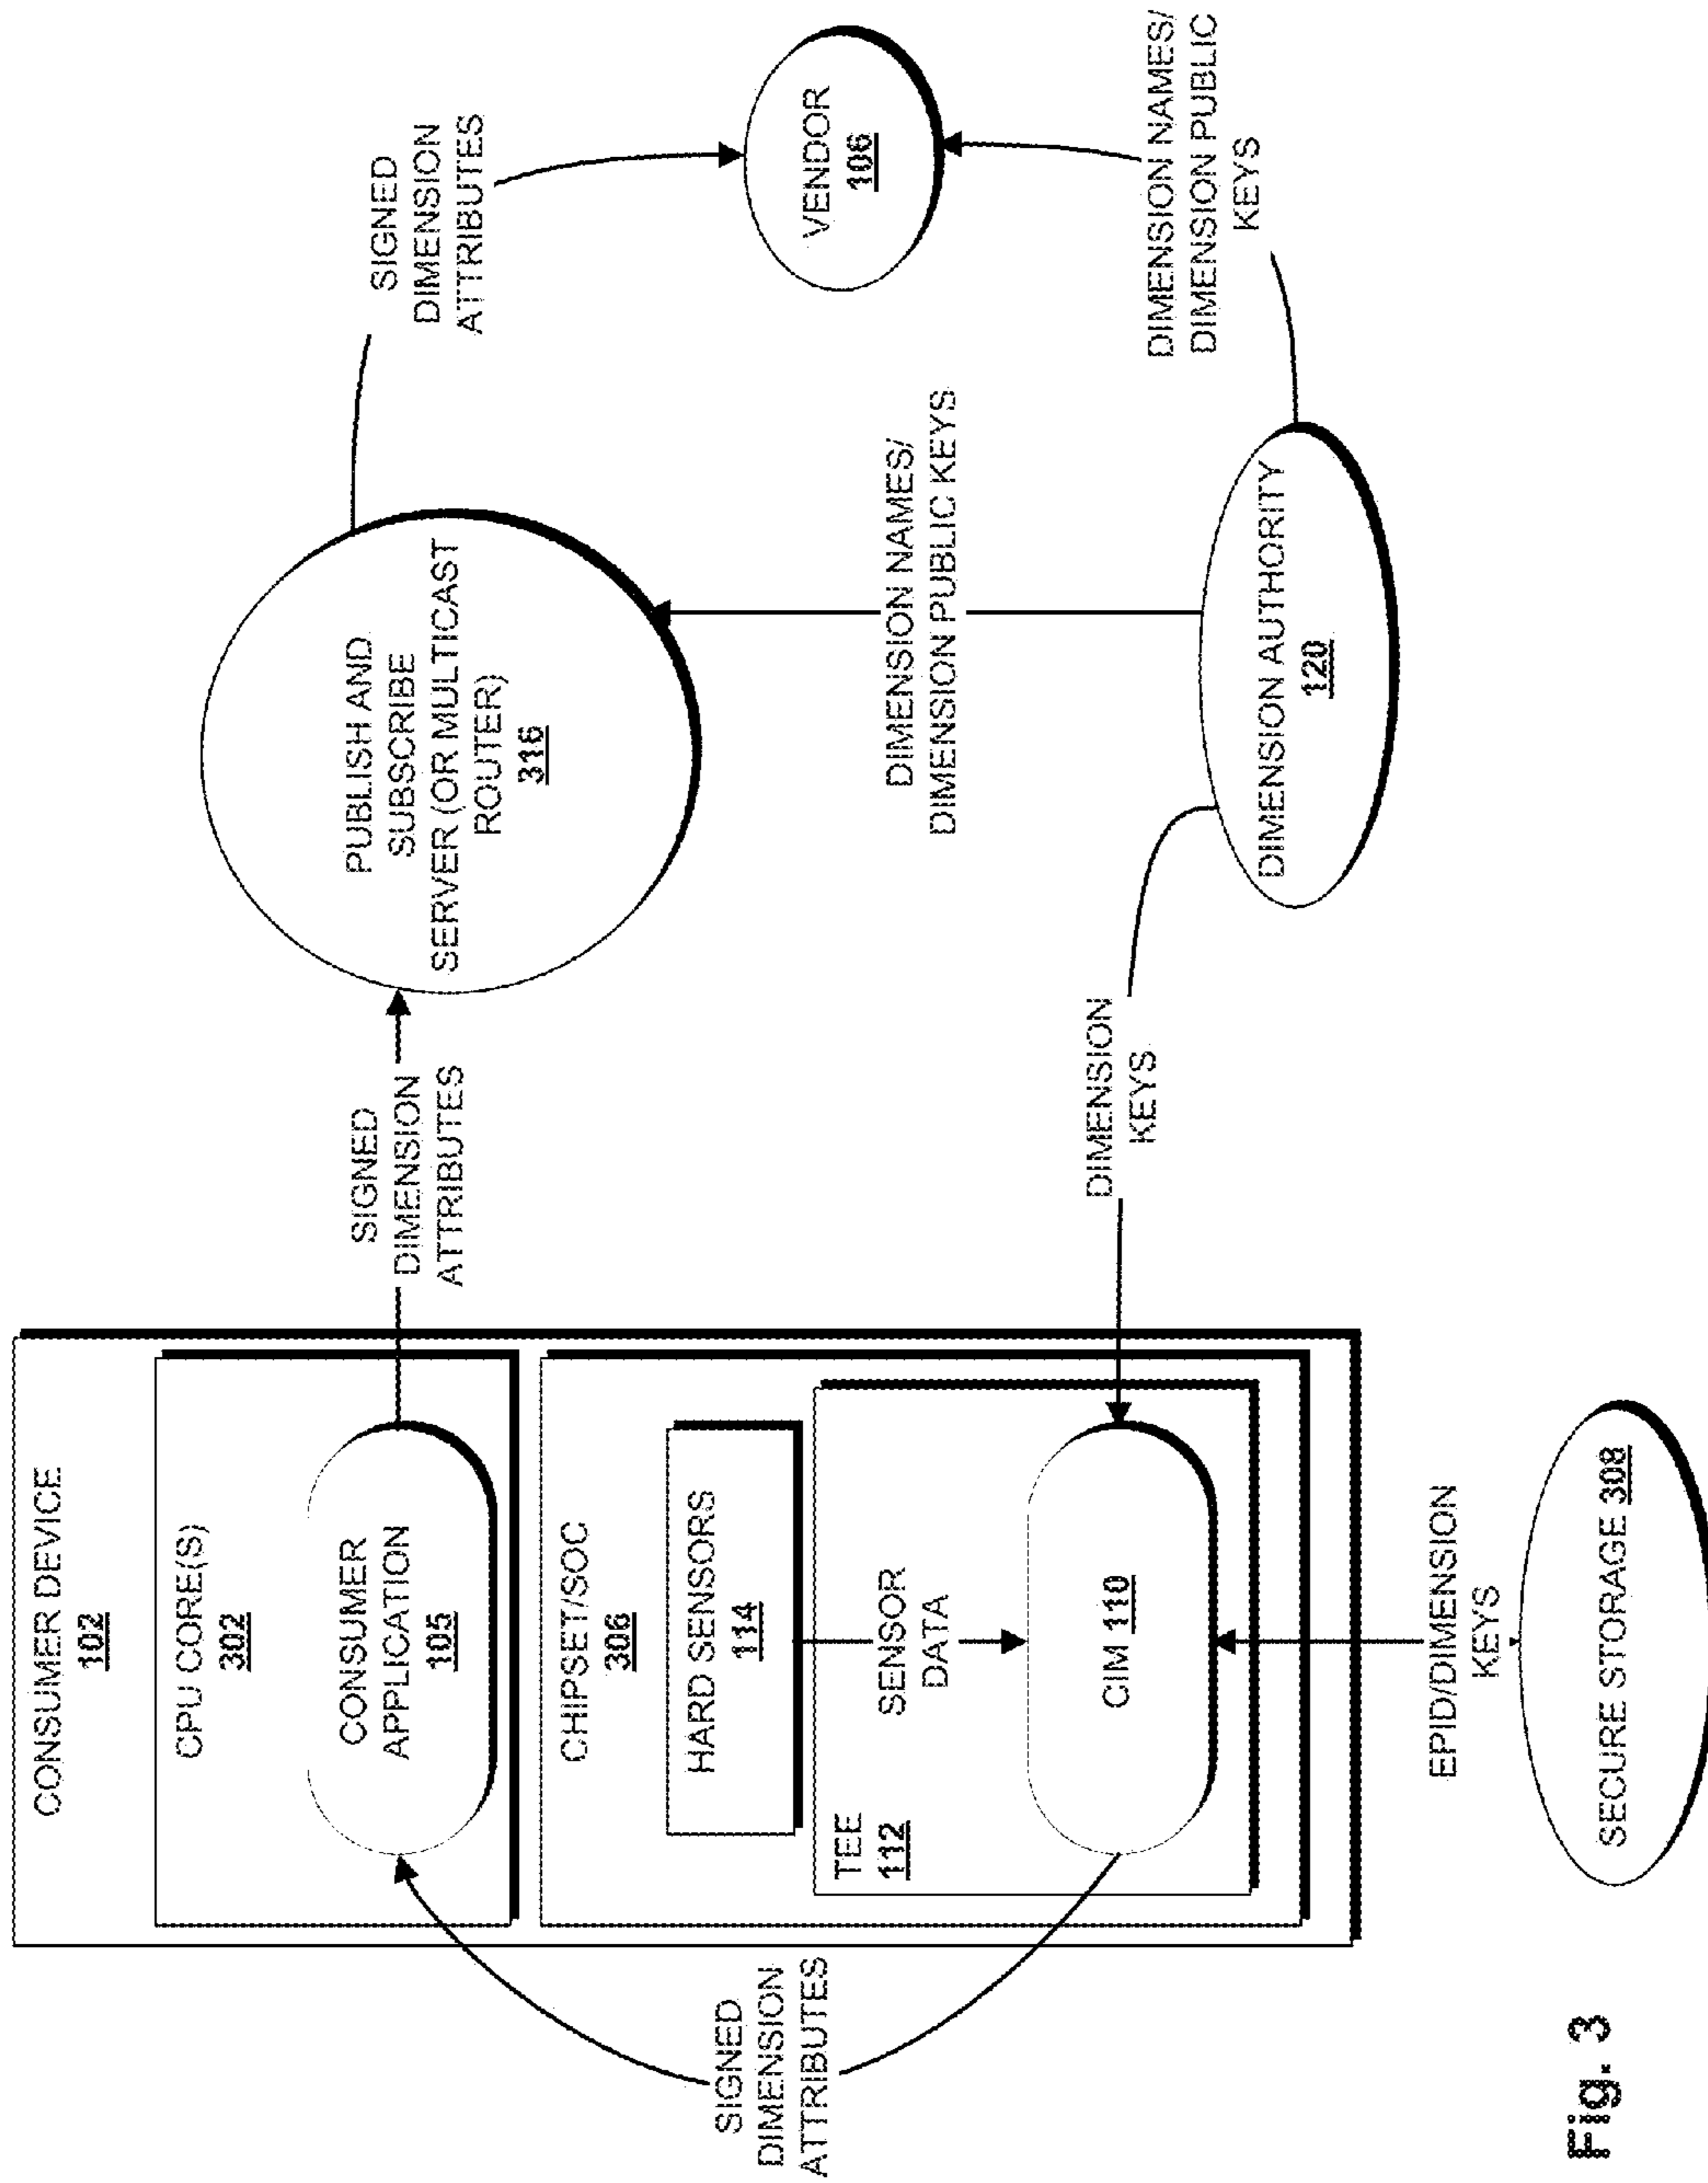 CONSUMER DEVICE
102
CPU CORE(S)
302
CONSUMER
APPLICATION
105
CHIPSET/SOC
306
HARD SENSORS
114
TEE
112
SENSOR
DATA
CIM 110
SIGNED
DIMENSION
ATTRIBUTES
SIGNED
DIMENSION
ATTRIBUTES
PUBLISH AND
SUBSCRIBE
SERVER (OR MULTICAST
ROUTER)
316
SIGNED
DIMENSION
ATTRIBUTES
VENDOR
106
DIMENSION NAMES/
DIMENSION PUBLIC KEYS
DIMENSION NAMES/
DIMENSION PUBLIC
KEYS
DIMENSION
KEYS
DIMENSION AUTHORITY
120
EPID/DIMENSION
KEYS
SECURE STORAGE 308
Fig. 3